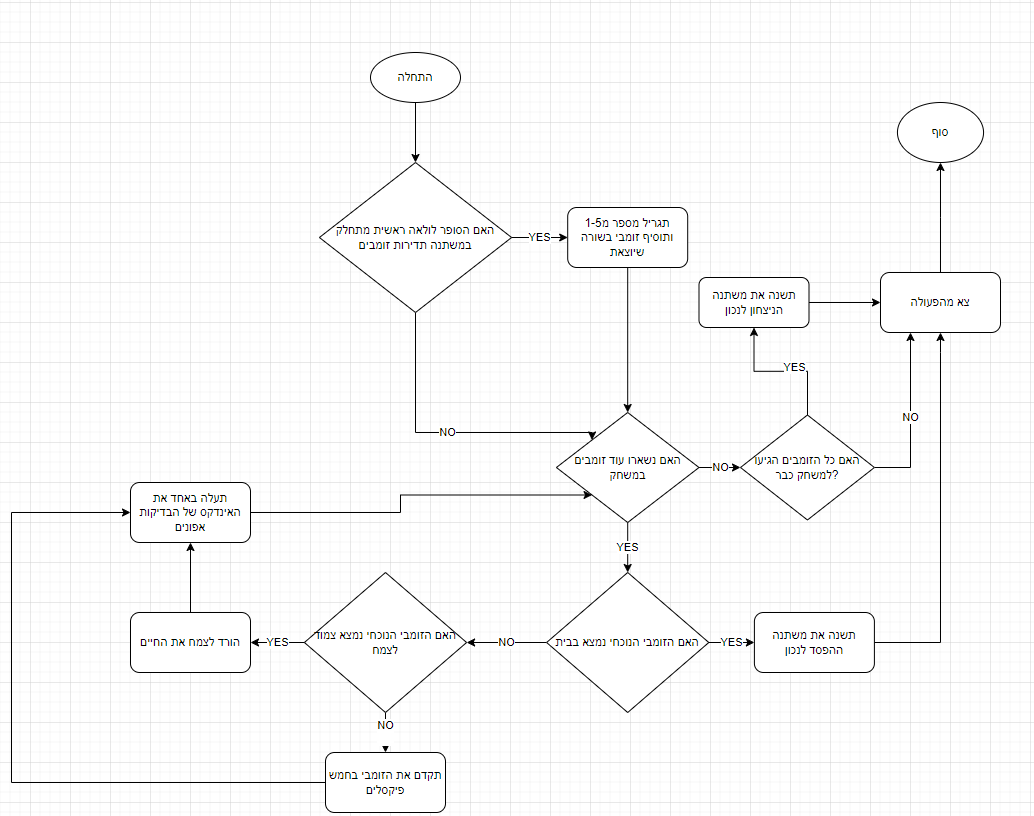 התחלה
סוף
האם הסופר לולאה ראשית מתחלק
במשתנה תדירות זומבים
YES
תגריל מספר מ1-5
ותוסיף זומבי בשורה
שיוצאת
תשנה את משתנה
הניצחון לנכון
צא מהפעולה
YES
NO
NO
האם נשארו עוד זומבים
במשחק
NO
האם כל הזומבים הגיעו
למשחק כבר?
תעלה באחד את
האינדקס של הבדיקות
אפונים
YES
הורד לצמח את החיים
YES
האם הזומבי הנוכחי נמצא צמוד
לצמח
NO
האם הזומבי הנוכחי נמצא בבית
YES
תשנה את משתנה
ההפסד לנכון
NO
תקדם את הזומבי בחמש
פיקסלים